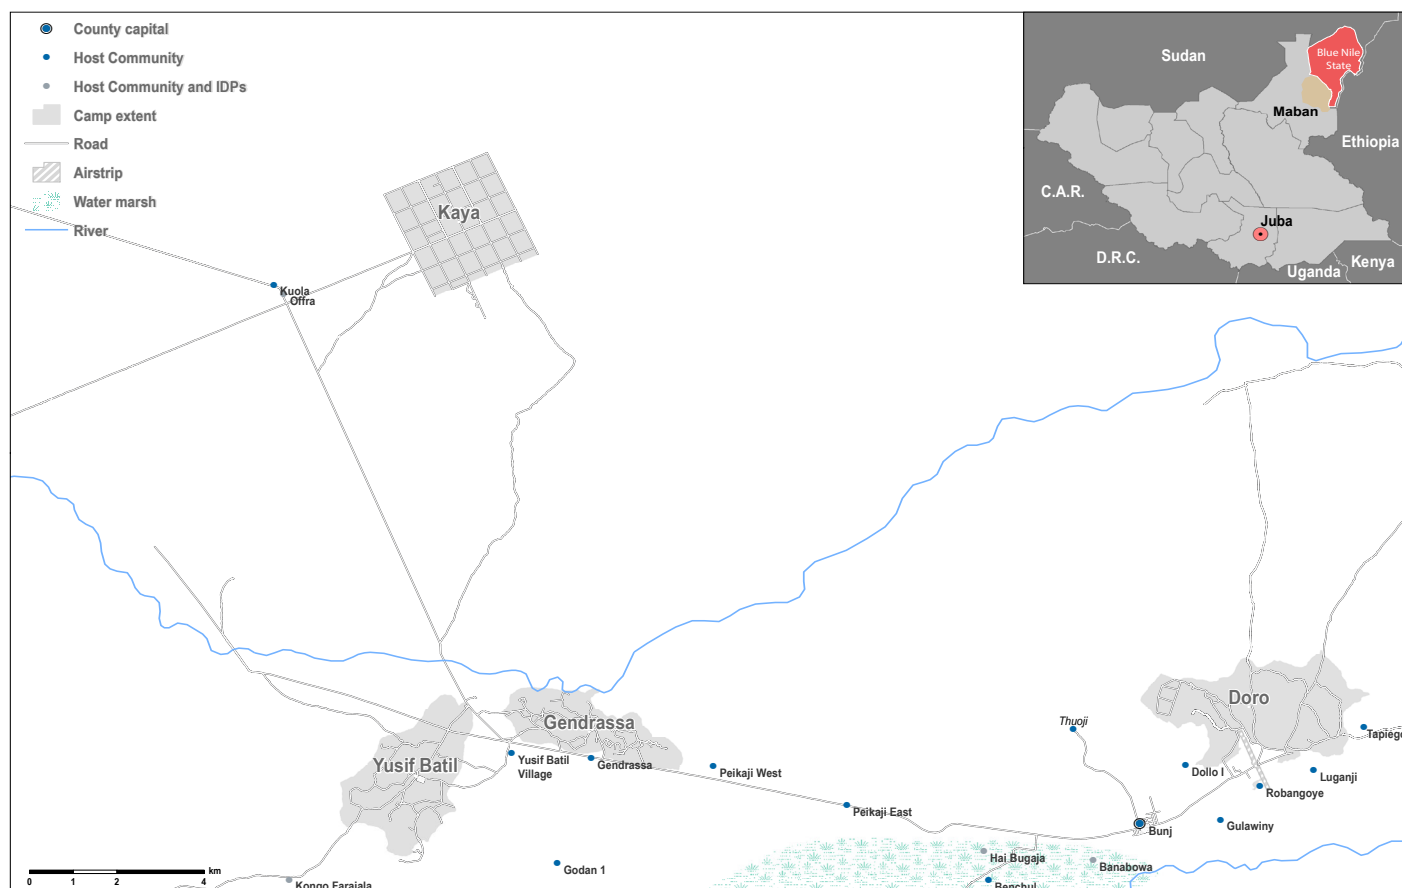 County capital
Host Community
Host Community and IDPs
Camp extent
Road
Airstrip
Water marsh
River
Sudan
Blue Nile
State
Maban
Ethiopia
C.A.R.
Juba
D.R.C.
Uganda
Kenya
Kaya
Kuola
Offra
Gendrassa
Doro
Thuoji
Tapiego
Yusif Batil
Yusif Batil
Village
Gendrassa
Peikaji West
Dollo I
Luganji
Robangoye
Peikaji East
Gulawiny
Bunj
Hai Bugaja
Banabowa
Godan 1
Benchul
Kongo Farajala
0 1 2 4 km